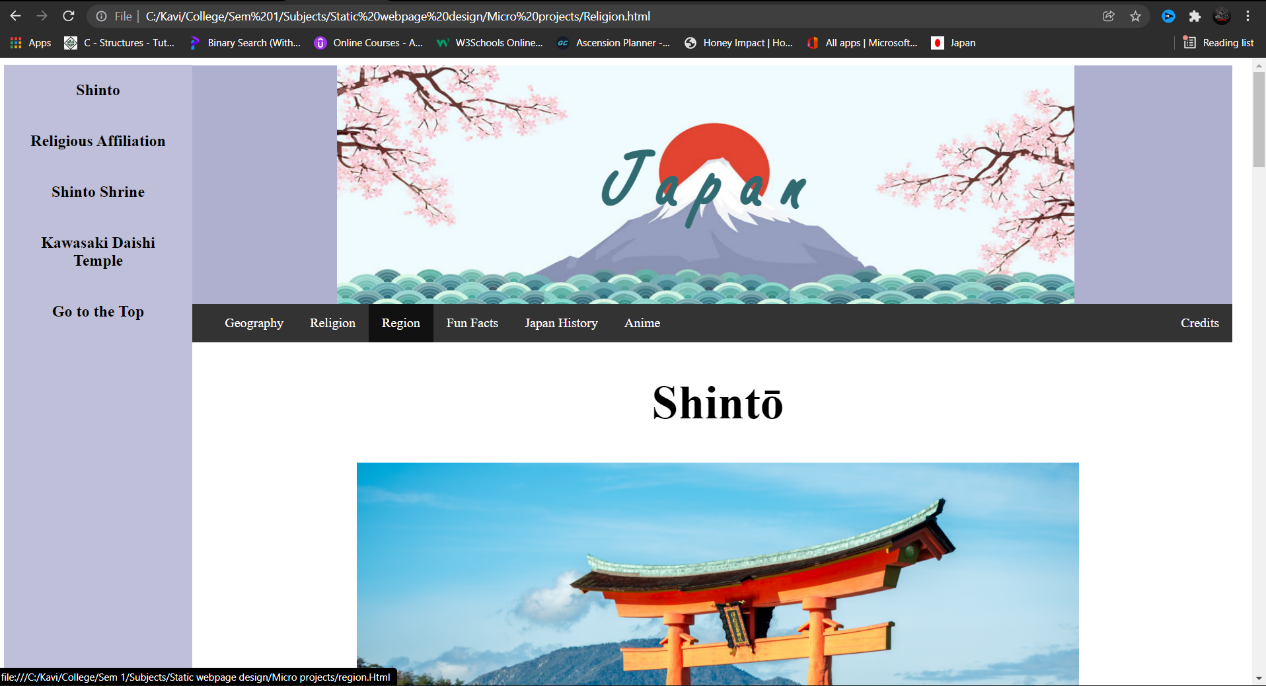 File | C:/Kavi/College/Sem%201/Subjects/Static%20webpage%20design/Micro%20projects/Religion.html
Apps C - Structures - Tut... Binary Search (With... Online Courses - A... W3Schools Online... Ascension Planner -... Honey Impact | Ho... All apps | Microsoft... Japan Reading list
Shinto
Religious Affiliation
Shinto Shrine
Kawasaki Daishi
Temple
Go to the Top
Japan
Geography Religion Region Fun Facts Japan History Anime Credits
Shintō
file:///C:/Kavi/College/Sem 1/Subjects/Static webpage design/Micro projects/region.Html